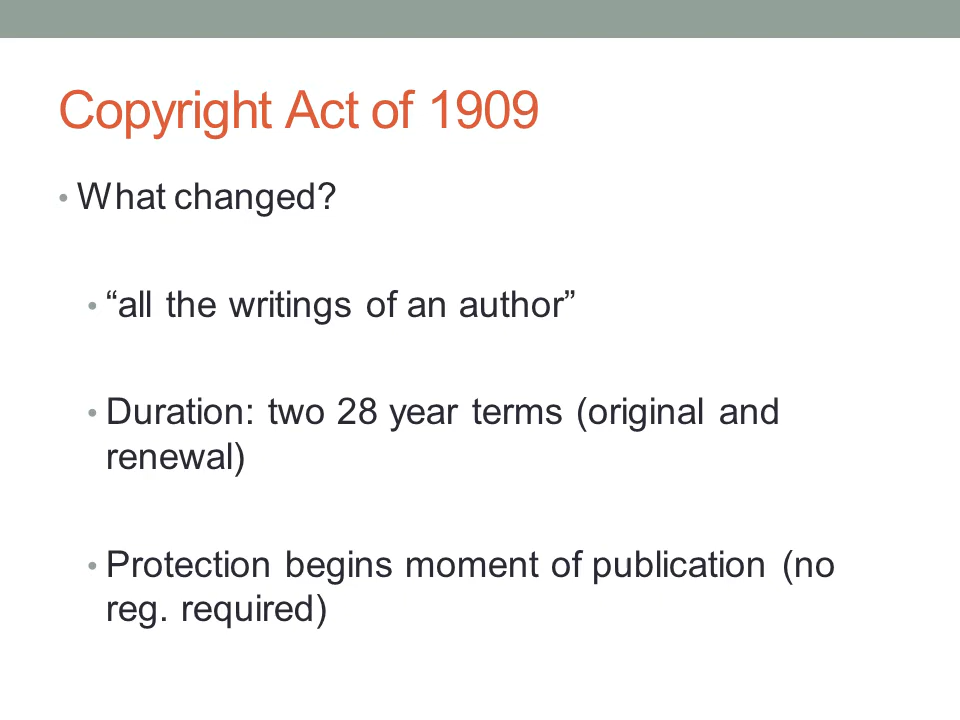 Copyright Act of 1909
• What changed?
• “all the writings of an author”
• Duration: two 28 year terms (original and
renewal)
• Protection begins moment of publication (no
reg. required)